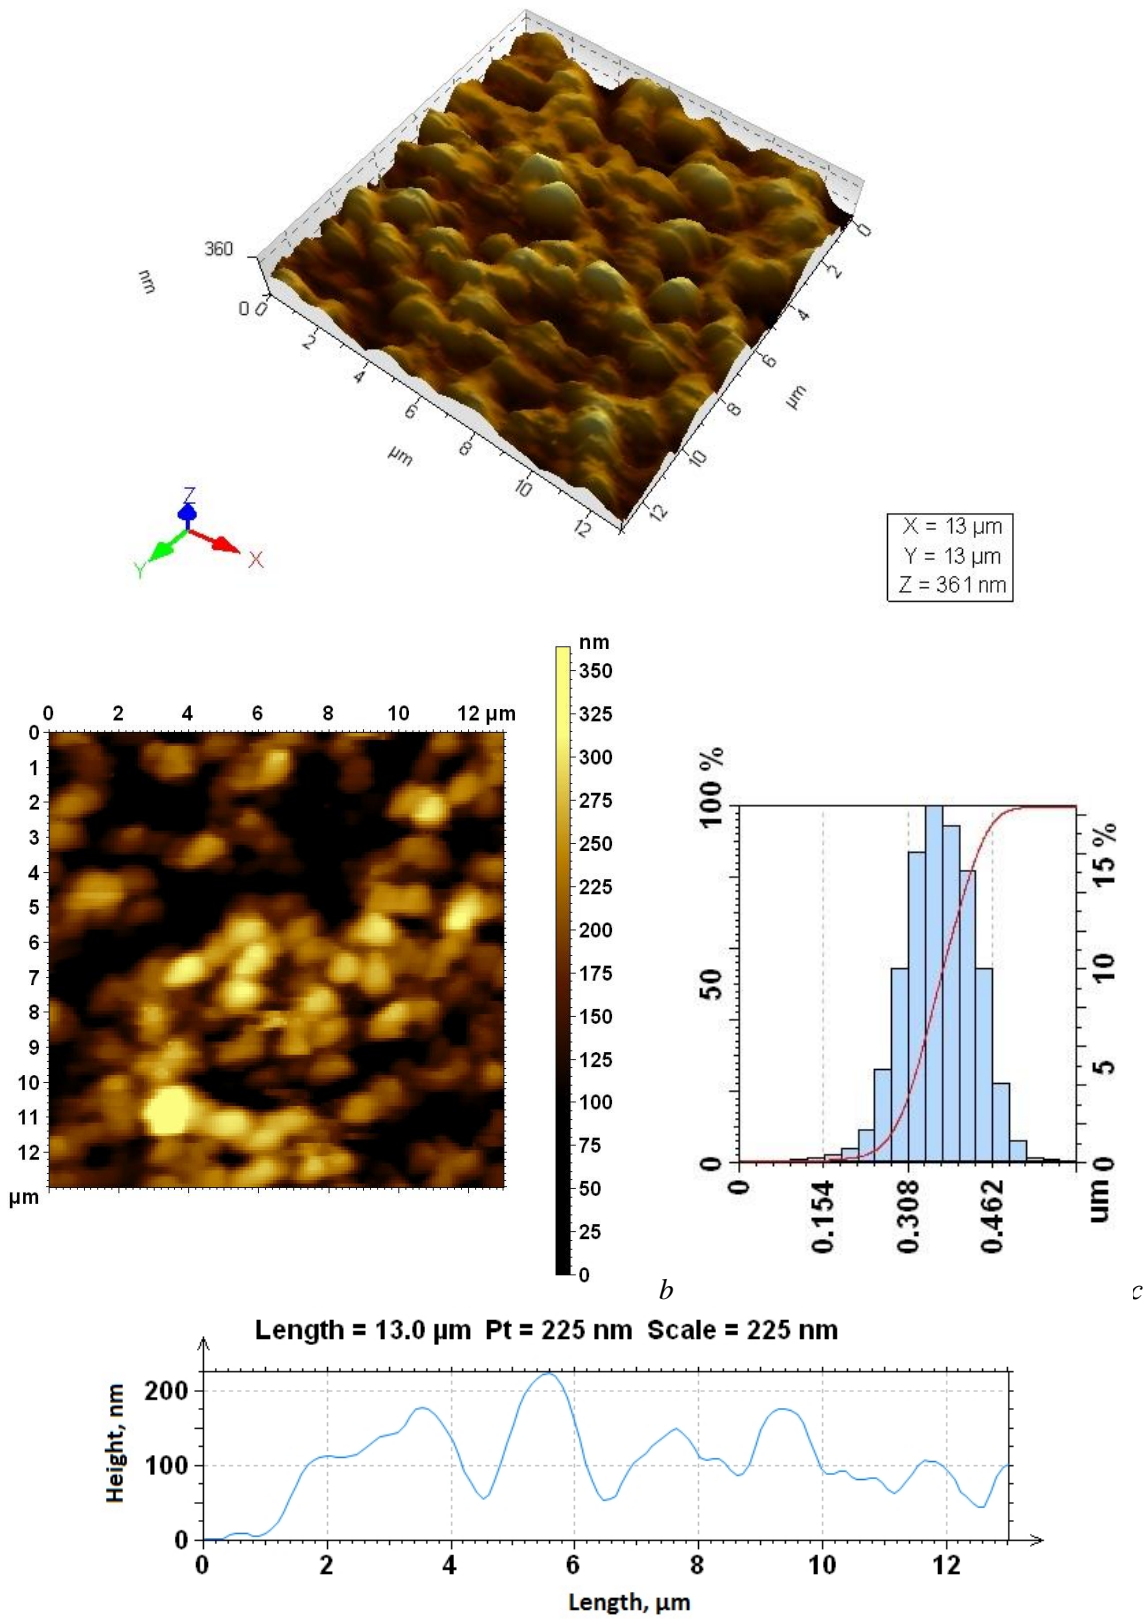 360
nm
0 0
2
4
6
8
10
12
µm
0
2
4
6
8
10
12
µm
Z
Y
X
X = 13 µm
Y = 13 µm
Z = 361 nm
nm
350
325
300
275
250
225
200
175
150
125
100
75
50
25
0
0 2 4 6 8 10 12 µm
0
1
2
3
4
5
6
7
8
9
10
11
12
µm
100 %
50
0
15 %
10
5
0
0 0.154 0.308 0.462 um
b
c
Length = 13.0 µm Pt = 225 nm Scale = 225 nm
Height, nm
200
100
0
0 2 4 6 8 10 12
Length, µm